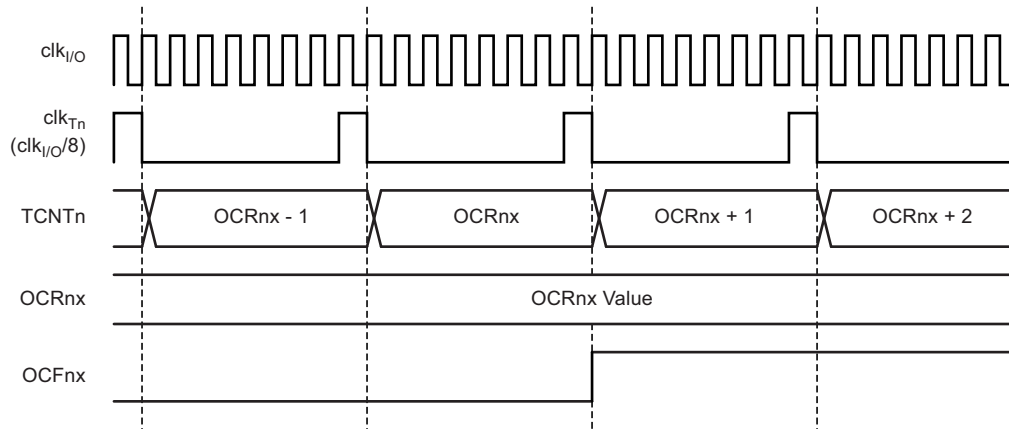 clkI/O
clkTn
(clkI/O/8)
TCNTn OCRnx - 1 OCRnx OCRnx + 1 OCRnx + 2
OCRnx OCRnx Value
OCFnx